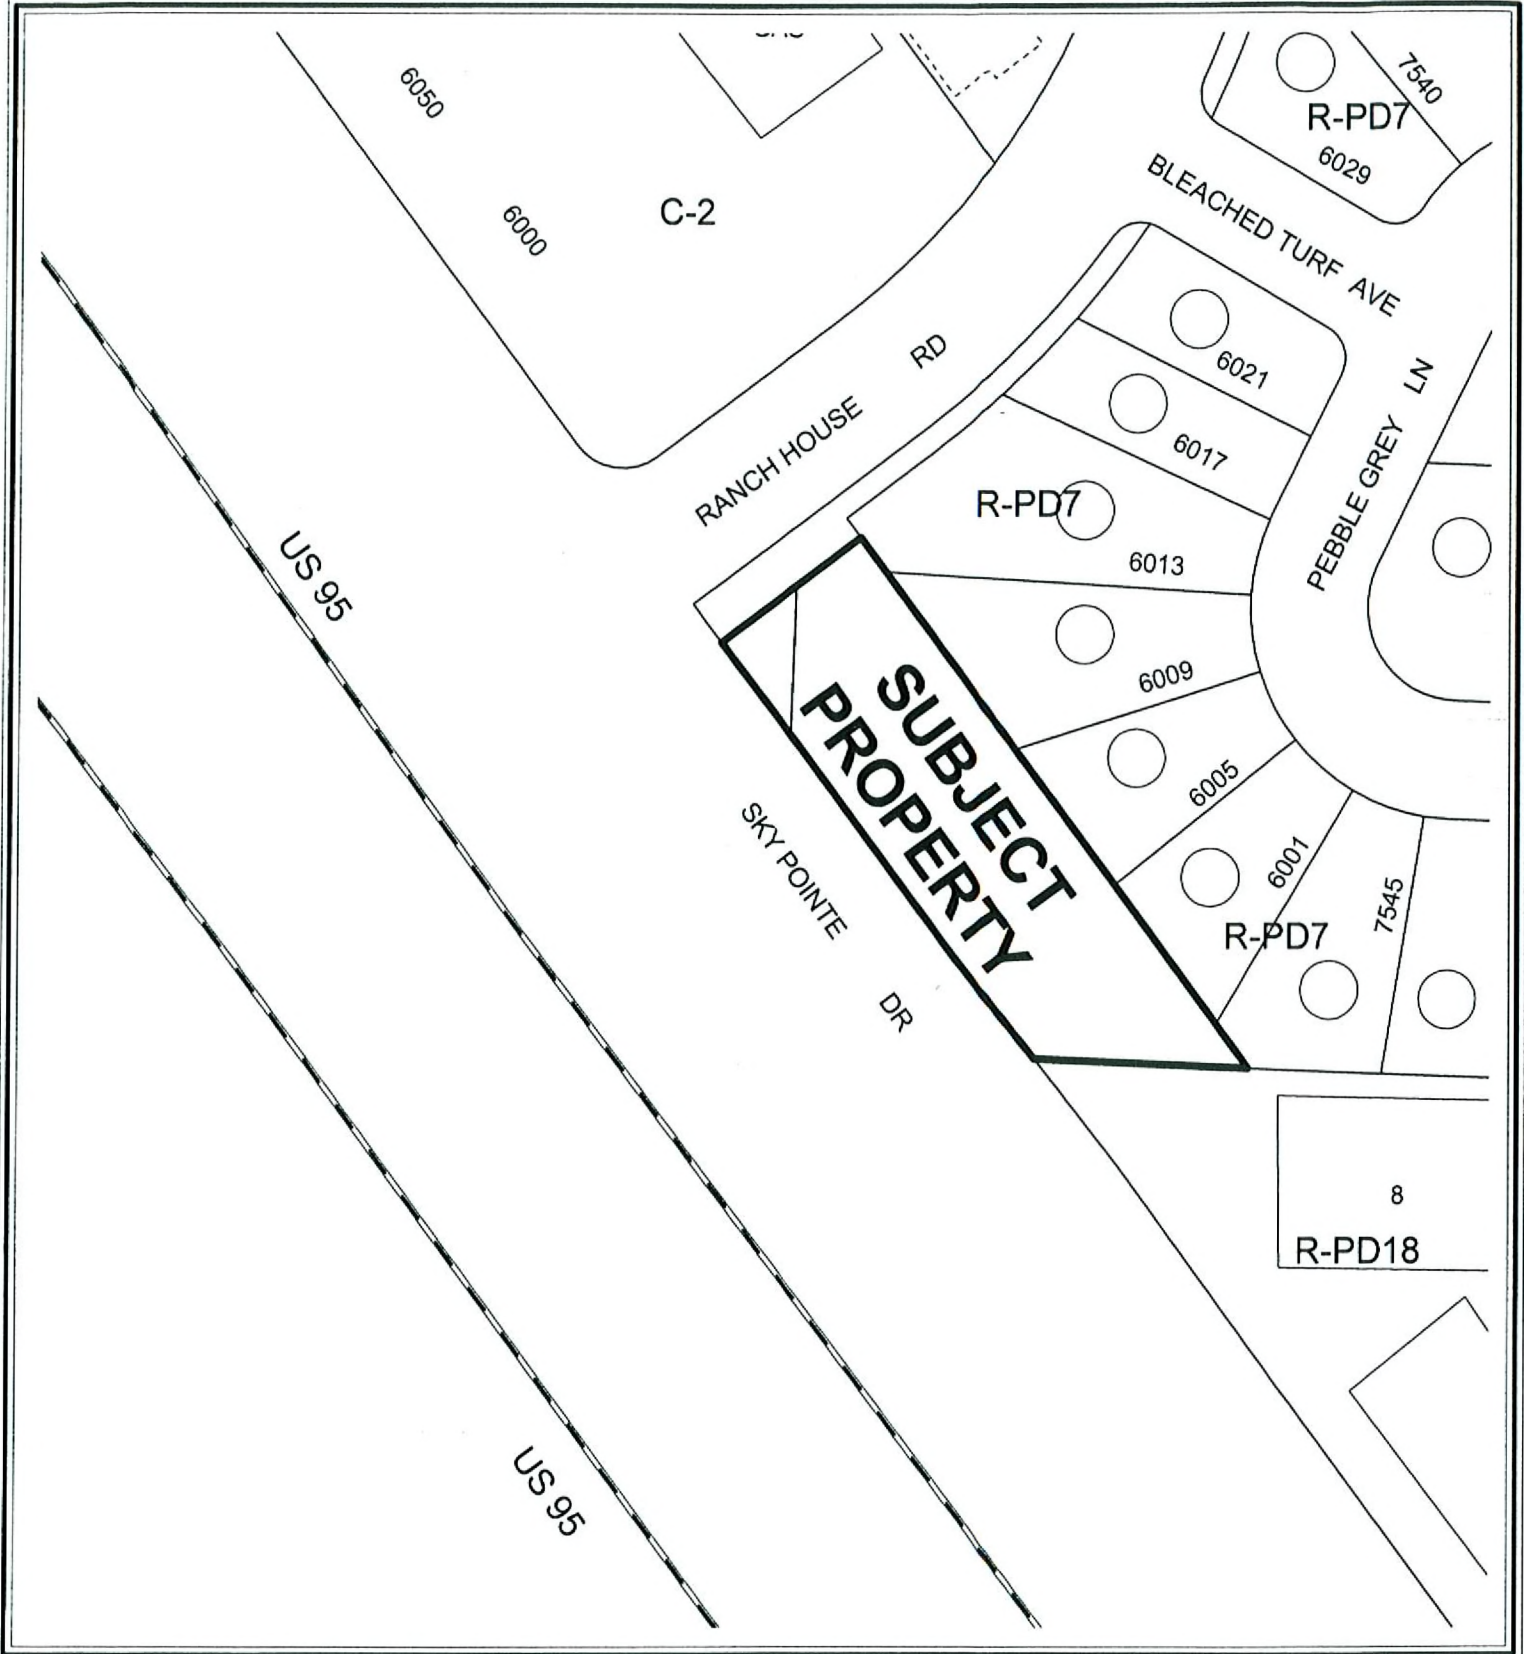 6050
7540
R-PD7
6029
C-2
6000
BLEACHED TURF AVE
RANCH HOUSE RD
6021
6017
PEBBLE GREY LN
R-PD7
6013
US 95
6009
SUBJECT
PROPERTY
6005
SKY POINTE DR
6001
7545
R-PD7
8
R-PD18
US 95